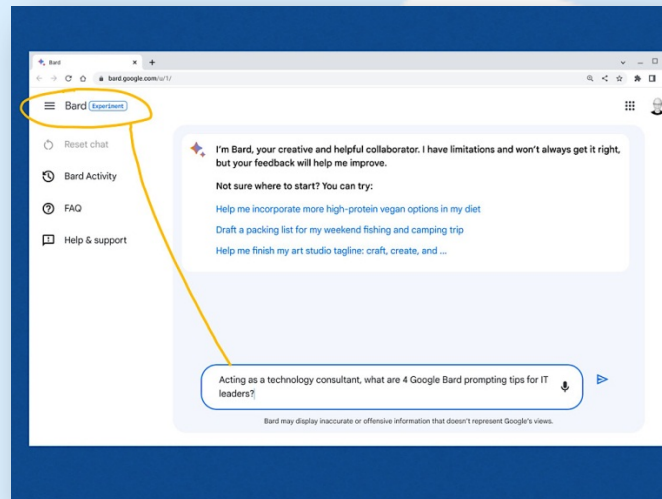 Bard
bard.google.com/u/1/
Bard Experiment
Reset chat
Bard Activity
FAQ
Help & support
I'm Bard, your creative and helpful collaborator. I have limitations and won't always get it right,
but your feedback will help me improve.
Not sure where to start? You can try:
Help me incorporate more high-protein vegan options in my diet
Draft a packing list for my weekend fishing and camping trip
Help me finish my art studio tagline: craft, create, and ...
Acting as a technology consultant, what are 4 Google Bard prompting tips for IT
leaders?
Bard may display inaccurate or offensive information that doesn't represent Google's views.